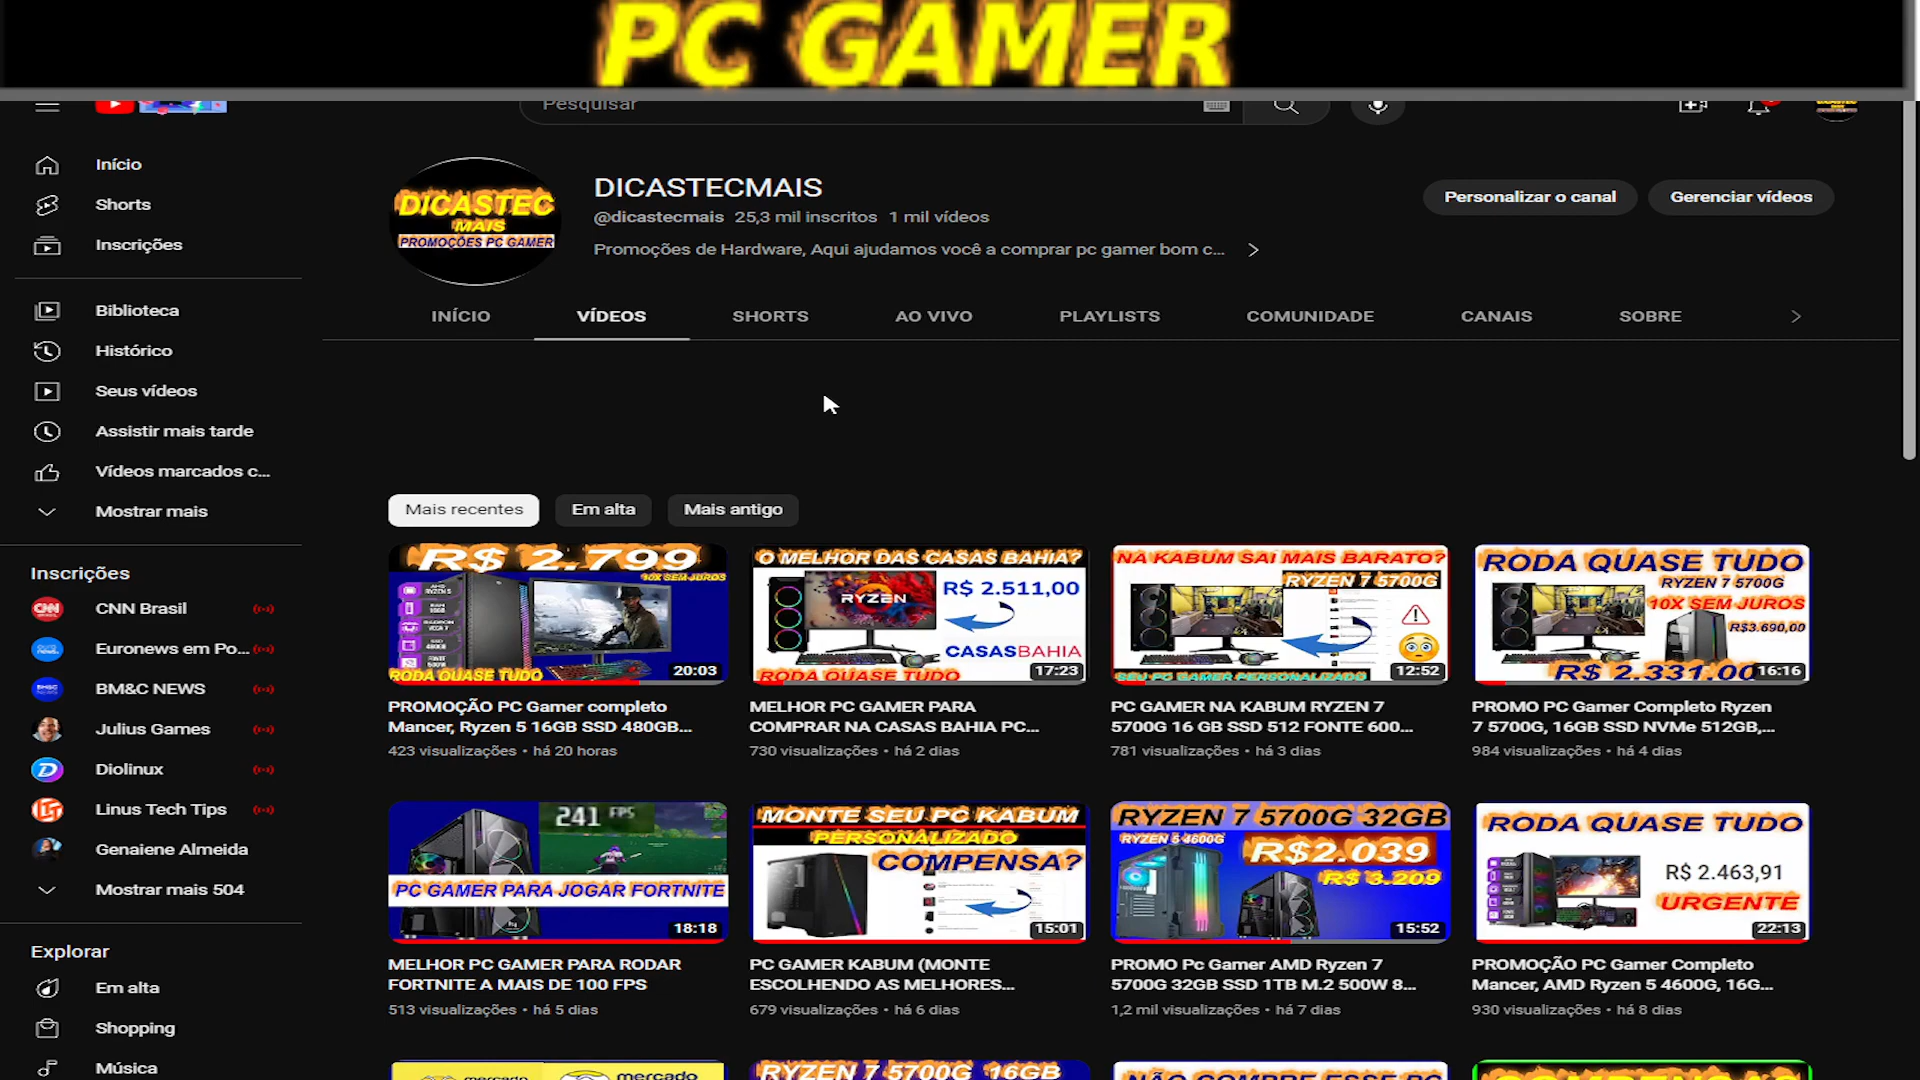 PC GAMER
Pesquisar
Início
Shorts
Inscrições
Biblioteca
Histórico
Seus vídeos
Assistir mais tarde
Vídeos marcados c...
Mostrar mais
Inscrições
CNN Brasil
Euronews em Po...
BM&C NEWS
Julius Games
Diolinux
Linus Tech Tips
Genaiene Almeida
Mostrar mais 504
Explorar
Em alta
Shopping
Música
DICASTEC
MAIS
PROMOÇÕES PC GAMER
DICASTECMAIS
@dicastecmais 25,3 mil inscritos 1 mil vídeos
Promoções de Hardware, Aqui ajudamos você a comprar pc gamer bom c...
Personalizar o canal
Gerenciar vídeos
INÍCIO
VÍDEOS
SHORTS
AO VIVO
PLAYLISTS
COMUNIDADE
CANAIS
SOBRE
Mais recentes
Em alta
Mais antigo
R$ 2.799
10X SEM JUROS
RODA QUASE TUDO
20:03
PROMOÇÃO PC Gamer completo
Mancer, Ryzen 5 16GB SSD 480GB...
423 visualizações • há 20 horas
O MELHOR DAS CASAS BAHIA?
RYZEN
R$ 2.511,00
CASASBAHIA
RODA QUASE TUDO
17:23
MELHOR PC GAMER PARA
COMPRAR NA CASAS BAHIA PC...
730 visualizações • há 2 dias
NA KABUM SAI MAIS BARATO?
RYZEN 7 5700G
SEU PC GAMER PERSONALIZADO
12:52
PC GAMER NA KABUM RYZEN 7
5700G 16 GB SSD 512 FONTE 600...
781 visualizações • há 3 dias
RODA QUASE TUDO
RYZEN 7 5700G
10X SEM JUROS
R$3.690,00
R$ 2.331,00
16:16
PROMO PC Gamer Completo Ryzen
7 5700G, 16GB SSD NVMe 512GB,...
984 visualizações • há 4 dias
241 FPS
PC GAMER PARA JOGAR FORTNITE
18:18
MELHOR PC GAMER PARA RODAR
FORTNITE A MAIS DE 100 FPS
513 visualizações • há 5 dias
MONTE SEU PC KABUM
PERSONALIZADO
COMPENSA?
15:01
PC GAMER KABUM (MONTE
ESCOLHENDO AS MELHORES...
679 visualizações • há 6 dias
RYZEN 7 5700G 32GB
RYZEN 5 4600G
R$2.039
R$ 3.209
15:52
PROMO Pc Gamer AMD Ryzen 7
5700G 32GB SSD 1TB M.2 500W 8...
1,2 mil visualizações • há 7 dias
RODA QUASE TUDO
R$ 2.463,91
URGENTE
22:13
PROMOÇÃO PC Gamer Completo
Mancer, AMD Ryzen 5 4600G, 16G...
930 visualizações • há 8 dias
mercado
mercado
RYZEN 7 5700G 16GB
NÃO COMPRE ESSE PC